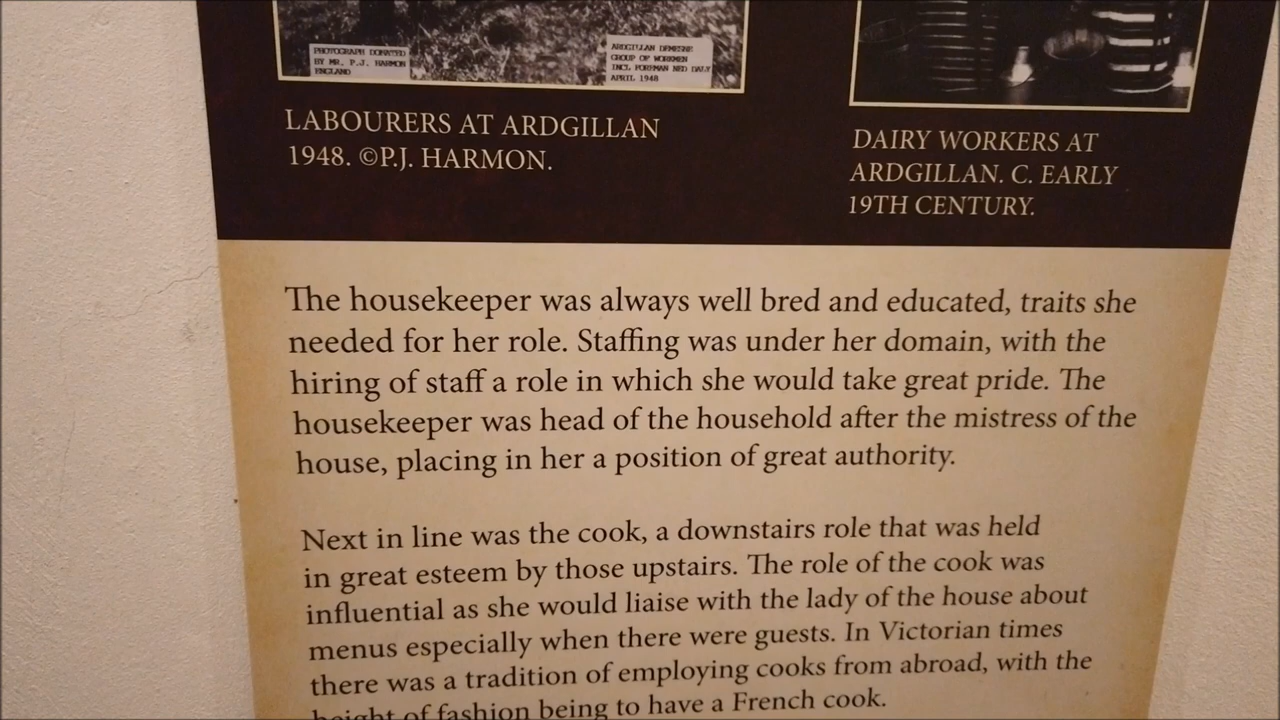 PHOTOGRAPH DONATED
BY MR. P.J. HARMON
ENGLAND
ARDGILLAN DEMESNE
GROUP OF WORKMEN
INCL FOREMAN NED DALY
APRIL 1948
LABOURERS AT ARDGILLAN
1948. ©P.J. HARMON.
DAIRY WORKERS AT
ARDGILLAN. C. EARLY
19TH CENTURY.
The housekeeper was always well bred and educated, traits she
needed for her role. Staffing was under her domain, with the
hiring of staff a role in which she would take great pride. The
housekeeper was head of the household after the mistress of the
house, placing in her a position of great authority.
Next in line was the cook, a downstairs role that was held
in great esteem by those upstairs. The role of the cook was
influential as she would liaise with the lady of the house about
menus especially when there were guests. In Victorian times
there was a tradition of employing cooks from abroad, with the
height of fashion being to have a French cook.